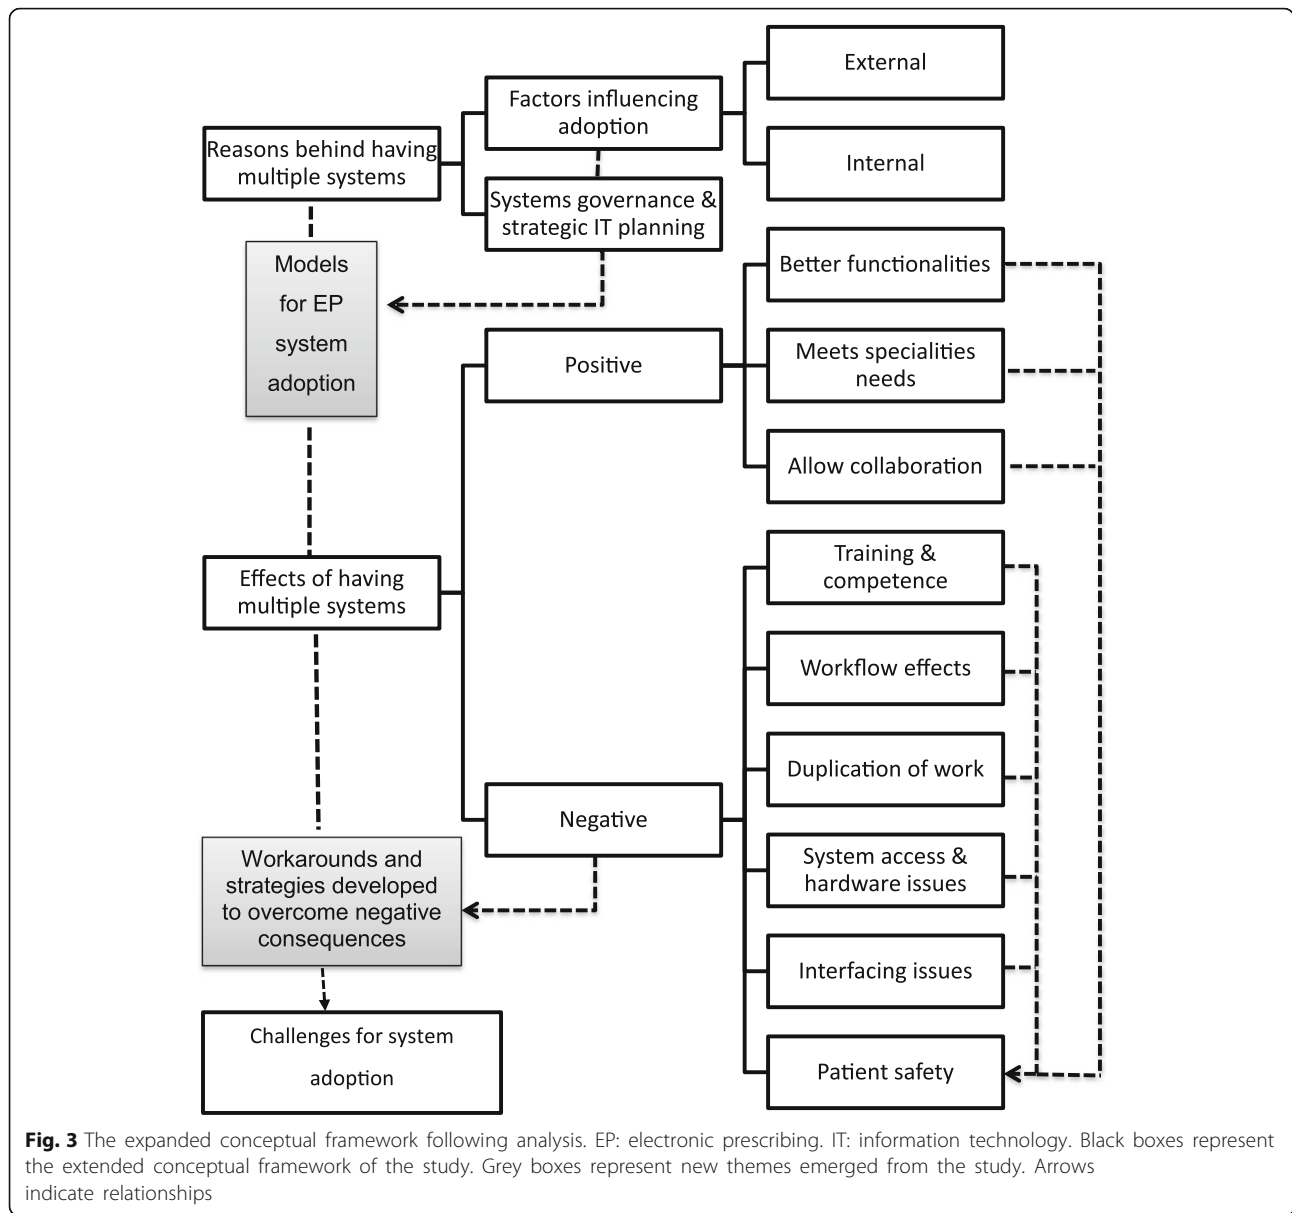 External
Factors influencing
adoption
Reasons behind having
multiple systems
Internal
Systems governance &
strategic IT planning
Models
for EP
system
adoption
Better functionalities
Positive
Meets specialities
needs
Allow collaboration
Effects of having
multiple systems
Training &
competence
Workflow effects
Duplication of work
Negative
System access &
hardware issues
Workarounds and
strategies developed
to overcome negative
consequences
Interfacing issues
Challenges for system
adoption
Patient safety
Fig. 3 The expanded conceptual framework following analysis. EP: electronic prescribing. IT: information technology. Black boxes represent
the extended conceptual framework of the study. Grey boxes represent new themes emerged from the study. Arrows
indicate relationships